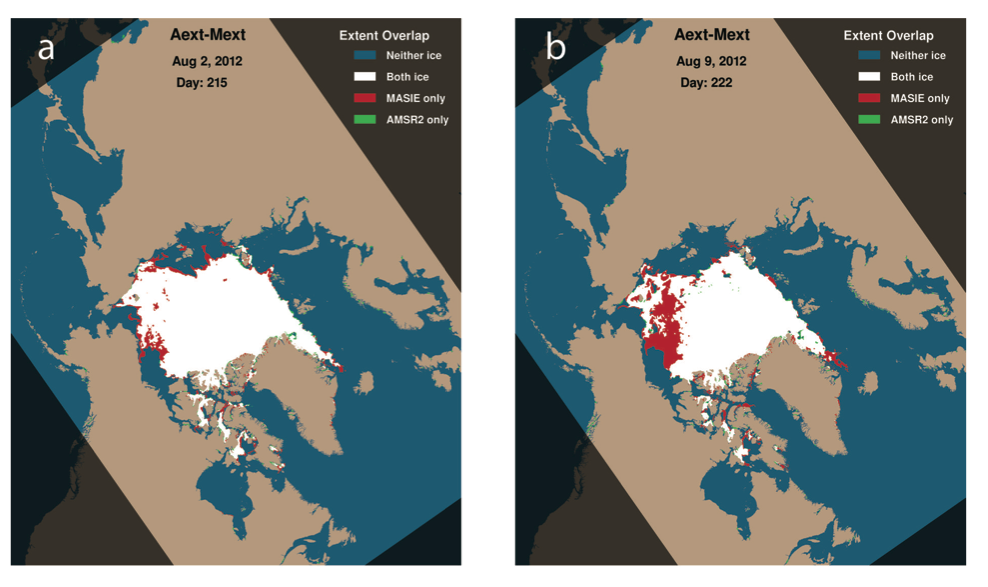 a
Aext-Mext
Aug 2, 2012
Day: 215
Extent Overlap
Neither ice
Both ice
MASIE only
AMSR2 only
b
Aext-Mext
Aug 9, 2012
Day: 222
Extent Overlap
Neither ice
Both ice
MASIE only
AMSR2 only